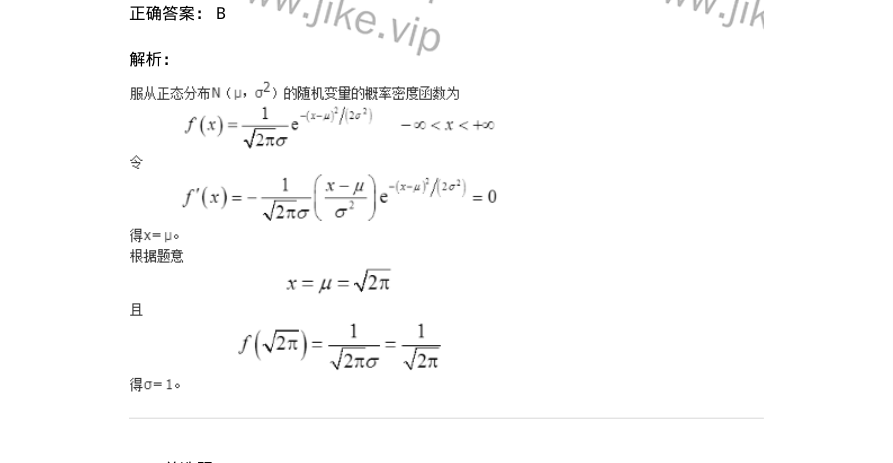 正确答案： B
www.jike.vip
www.jik
解析：
服从正态分布N（μ，σ²）的随机变量的概率密度函数为
f(x)=1/(√(2π)σ) e^(-(x-μ)²/(2σ²)) -∞<x<+∞
令
f′(x)=-1/(√(2π)σ) ((x-μ)/σ²) e^(-(x-μ)²/(2σ²)) =0
得x=μ。
根据题意
x=μ=√(2π)
且
f(√(2π))=1/(√(2π)σ)=1/√(2π)
得σ=1。